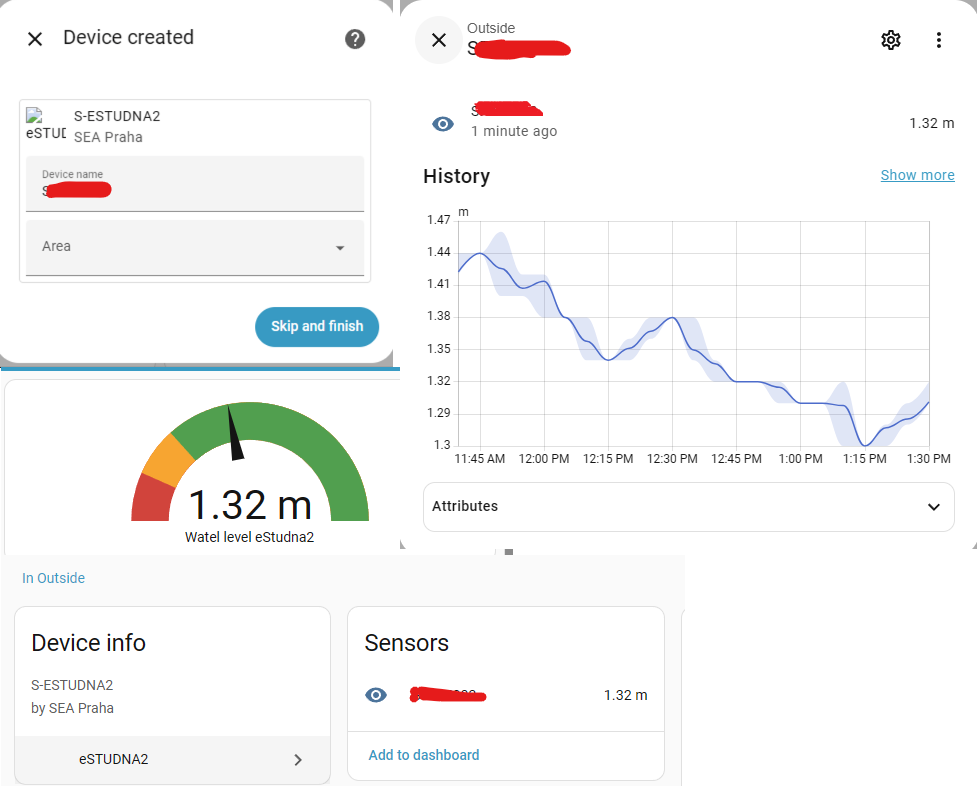 Device created
S-ESTUDNA2
eSTUD
SEA Praha
Device name
S
Area
Skip and finish
Outside
S
S
1 minute ago
1.32 m
History
Show more
m
1.47
1.44
1.41
1.38
1.35
1.32
1.29
1.3
11:45 AM 12:00 PM 12:15 PM 12:30 PM 12:45 PM 1:00 PM 1:15 PM 1:30 PM
Attributes
1.32 m
Watel level eStudna2
In Outside
Device info
S-ESTUDNA2
by SEA Praha
eSTUDNA2
Sensors
1.32 m
Add to dashboard